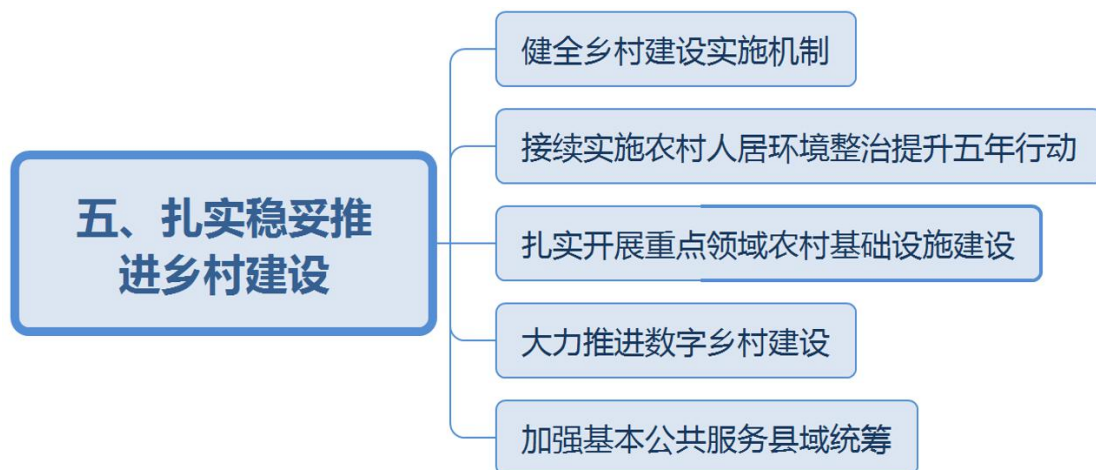 五、扎实稳妥推
进乡村建设
健全乡村建设实施机制
接续实施农村人居环境整治提升五年行动
扎实开展重点领域农村基础设施建设
大力推进数字乡村建设
加强基本公共服务县域统筹